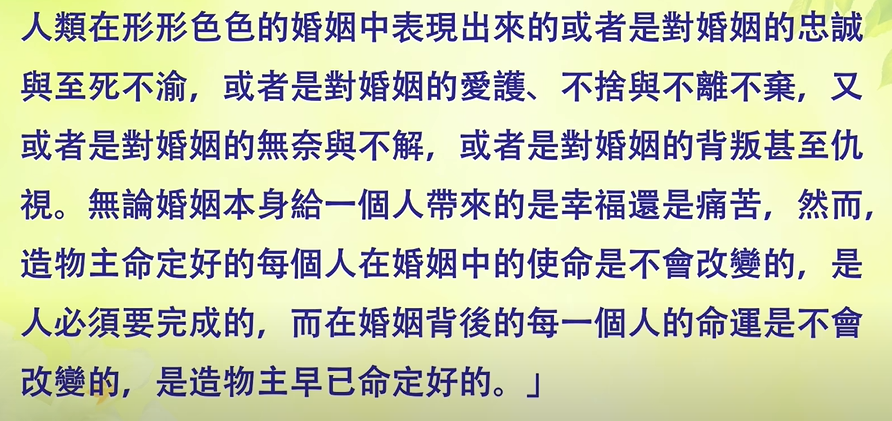 人類在形形色色的婚姻中表現出來的或者是對婚姻的忠誠
與至死不渝，或者是對婚姻的愛護、不捨與不離不棄，又
或者是對婚姻的無奈與不解，或者是對婚姻的背叛甚至仇
視。無論婚姻本身給一個人帶來的是幸福還是痛苦，然而，
造物主命定好的每個人在婚姻中的使命是不會改變的，是
人必須要完成的，而在婚姻背後的每一個人的命運是不會
改變的，是造物主早已命定好的。」